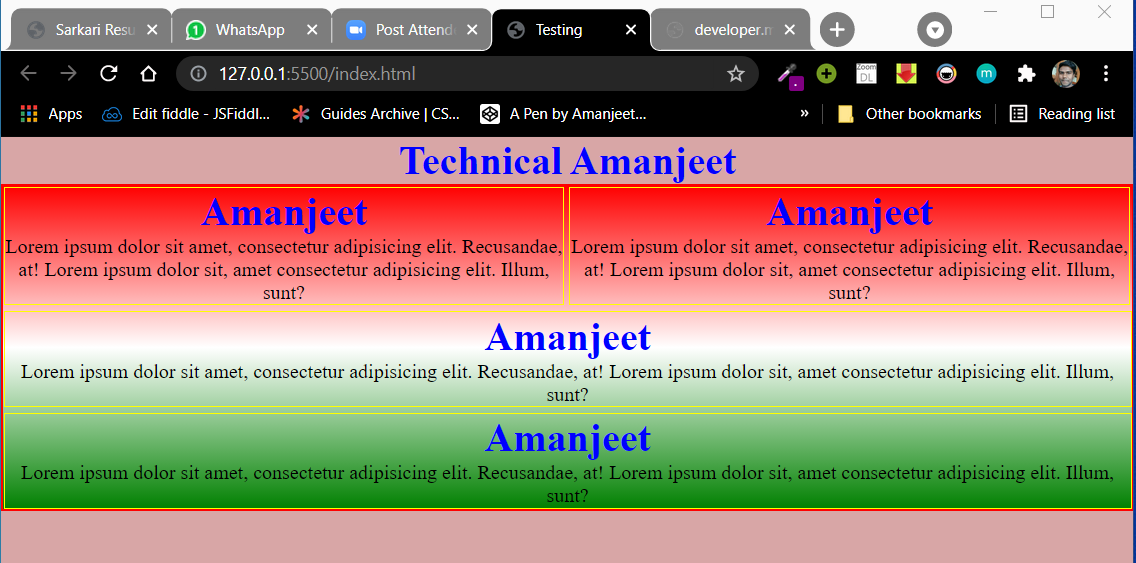 Sarkari Resu
WhatsApp
Post Attend
Testing
developer.m
127.0.0.1:5500/index.html
Zoom
DL
m
Apps
Edit fiddle - JSFiddl...
Guides Archive | CS...
A Pen by Amanjeet...
»
Other bookmarks
Reading list
Technical Amanjeet
Amanjeet
Lorem ipsum dolor sit amet, consectetur adipisicing elit. Recusandae,
at! Lorem ipsum dolor sit, amet consectetur adipisicing elit. Illum,
sunt?
Amanjeet
Lorem ipsum dolor sit amet, consectetur adipisicing elit. Recusandae,
at! Lorem ipsum dolor sit, amet consectetur adipisicing elit. Illum,
sunt?
Amanjeet
Lorem ipsum dolor sit amet, consectetur adipisicing elit. Recusandae, at! Lorem ipsum dolor sit, amet consectetur adipisicing elit. Illum,
sunt?
Amanjeet
Lorem ipsum dolor sit amet, consectetur adipisicing elit. Recusandae, at! Lorem ipsum dolor sit, amet consectetur adipisicing elit. Illum,
sunt?